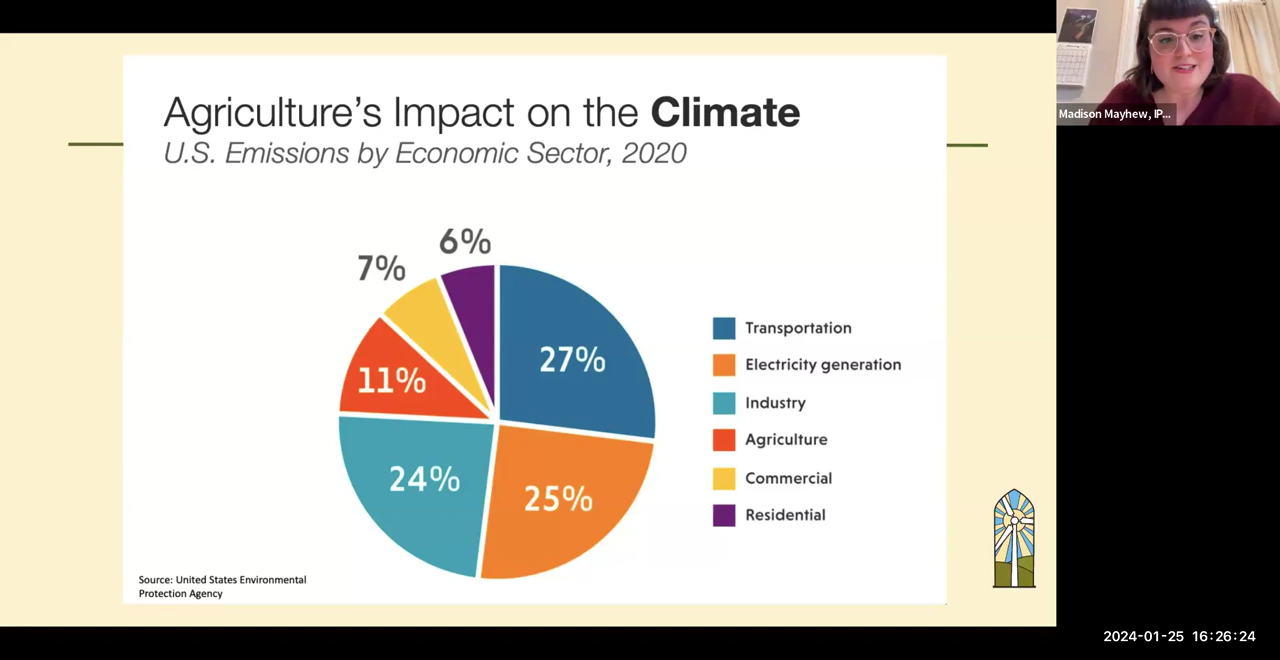 Agriculture's Impact on the Climate
U.S. Emissions by Economic Sector, 2020
6%
7%
27%
11%
24%
25%
Transportation
Electricity generation
Industry
Agriculture
Commercial
Residential
Source: United States Environmental
Protection Agency
Madison Mayhew, IP...
2024-01-25 16:26:24